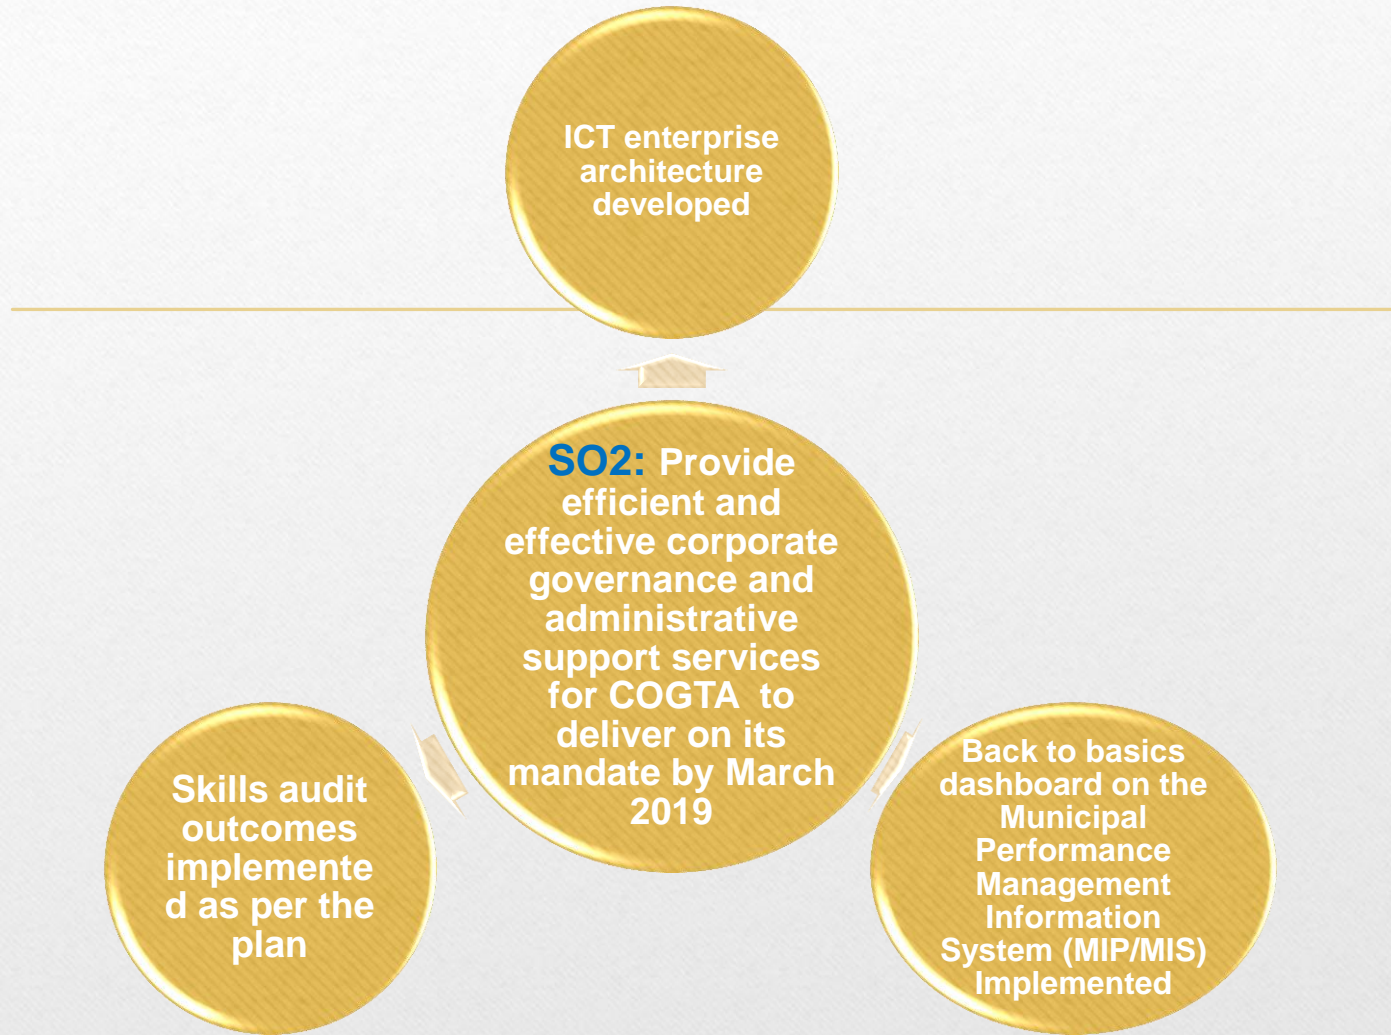 ICT enterprise
architecture
developed
SO2: Provide
efficient and
effective corporate
governance and
administrative
support services
for COGTA  to
deliver on its
mandate by March
2019
Skills audit
outcomes
implemente
d as per the
plan
Back to basics
dashboard on the
Municipal
Performance
Management
Information
System (MIP/MIS)
Implemented